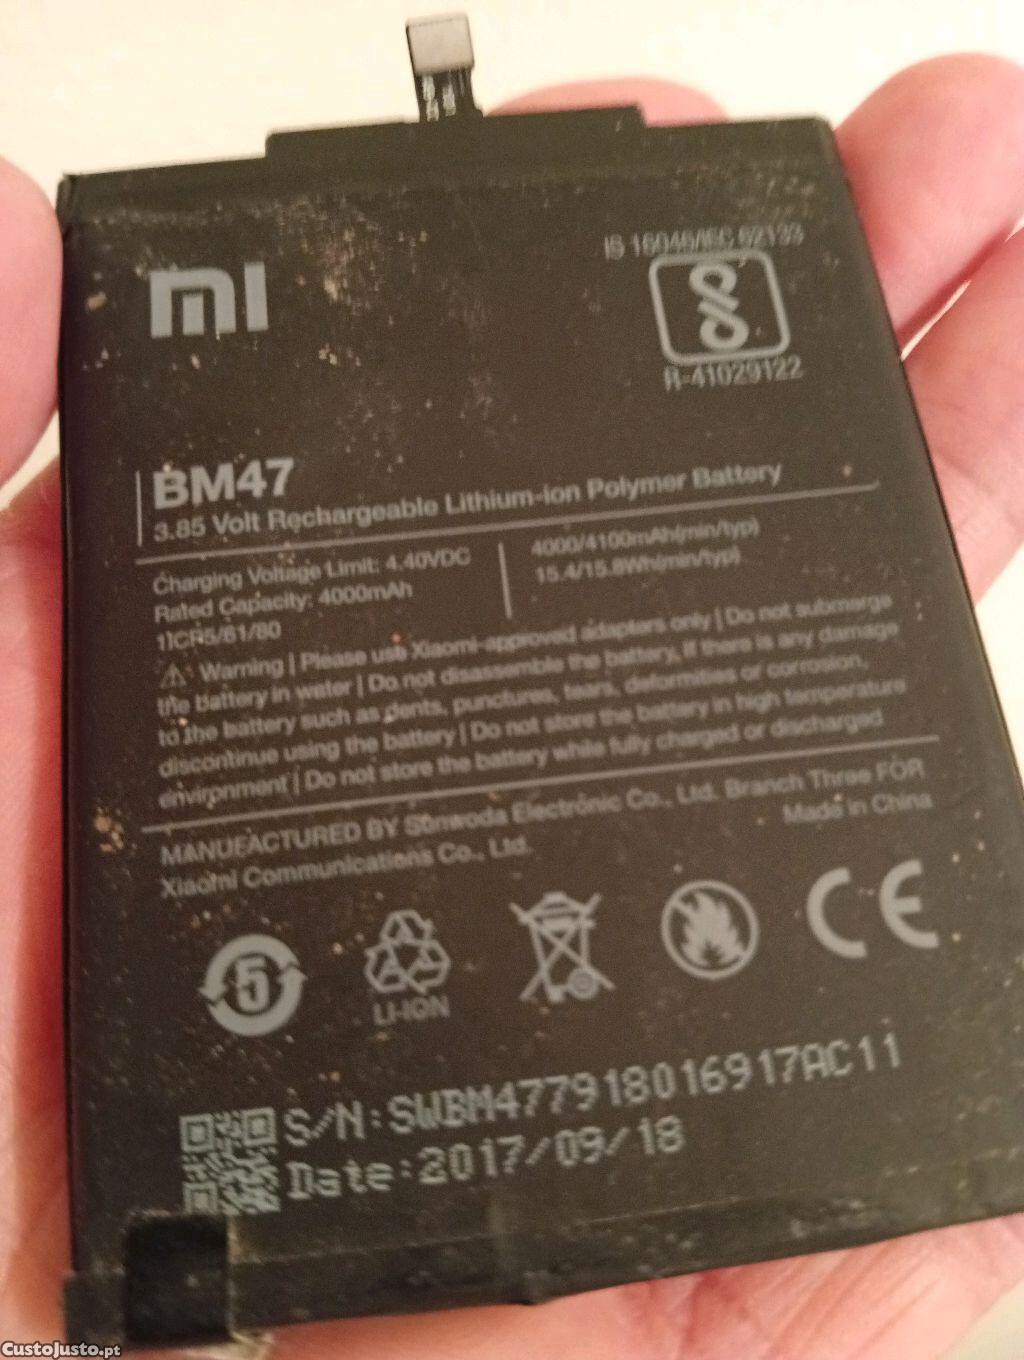 mi
IS 16046/IEC 62133
R-41029122
BM47
3.85 Volt Rechargeable Lithium-ion Polymer Battery
Charging Voltage Limit: 4.40VDC
Rated Capacity: 4000mAh
1ICP5/61/80
4000/4100mAh(min/typ)
15.4/15.8Wh(min/typ)
Warning | Please use Xiaomi-approved adapters only | Do not submerge
the battery in water | Do not disassemble the battery, if there is any damage
to the battery such as dents, punctures, tears, deformities or corrosion,
discontinue using the battery | Do not store the battery in high temperature
environment | Do not store the battery while fully charged or discharged
MANUFACTURED BY Sunwoda Electronic Co., Ltd. Branch Three FOR
Xiaomi Communications Co., Ltd.
Made in China
5
LI-ION
CE
S/N:SWBM477918016917AC11
Date:2017/09/18
CustoJusto.pt